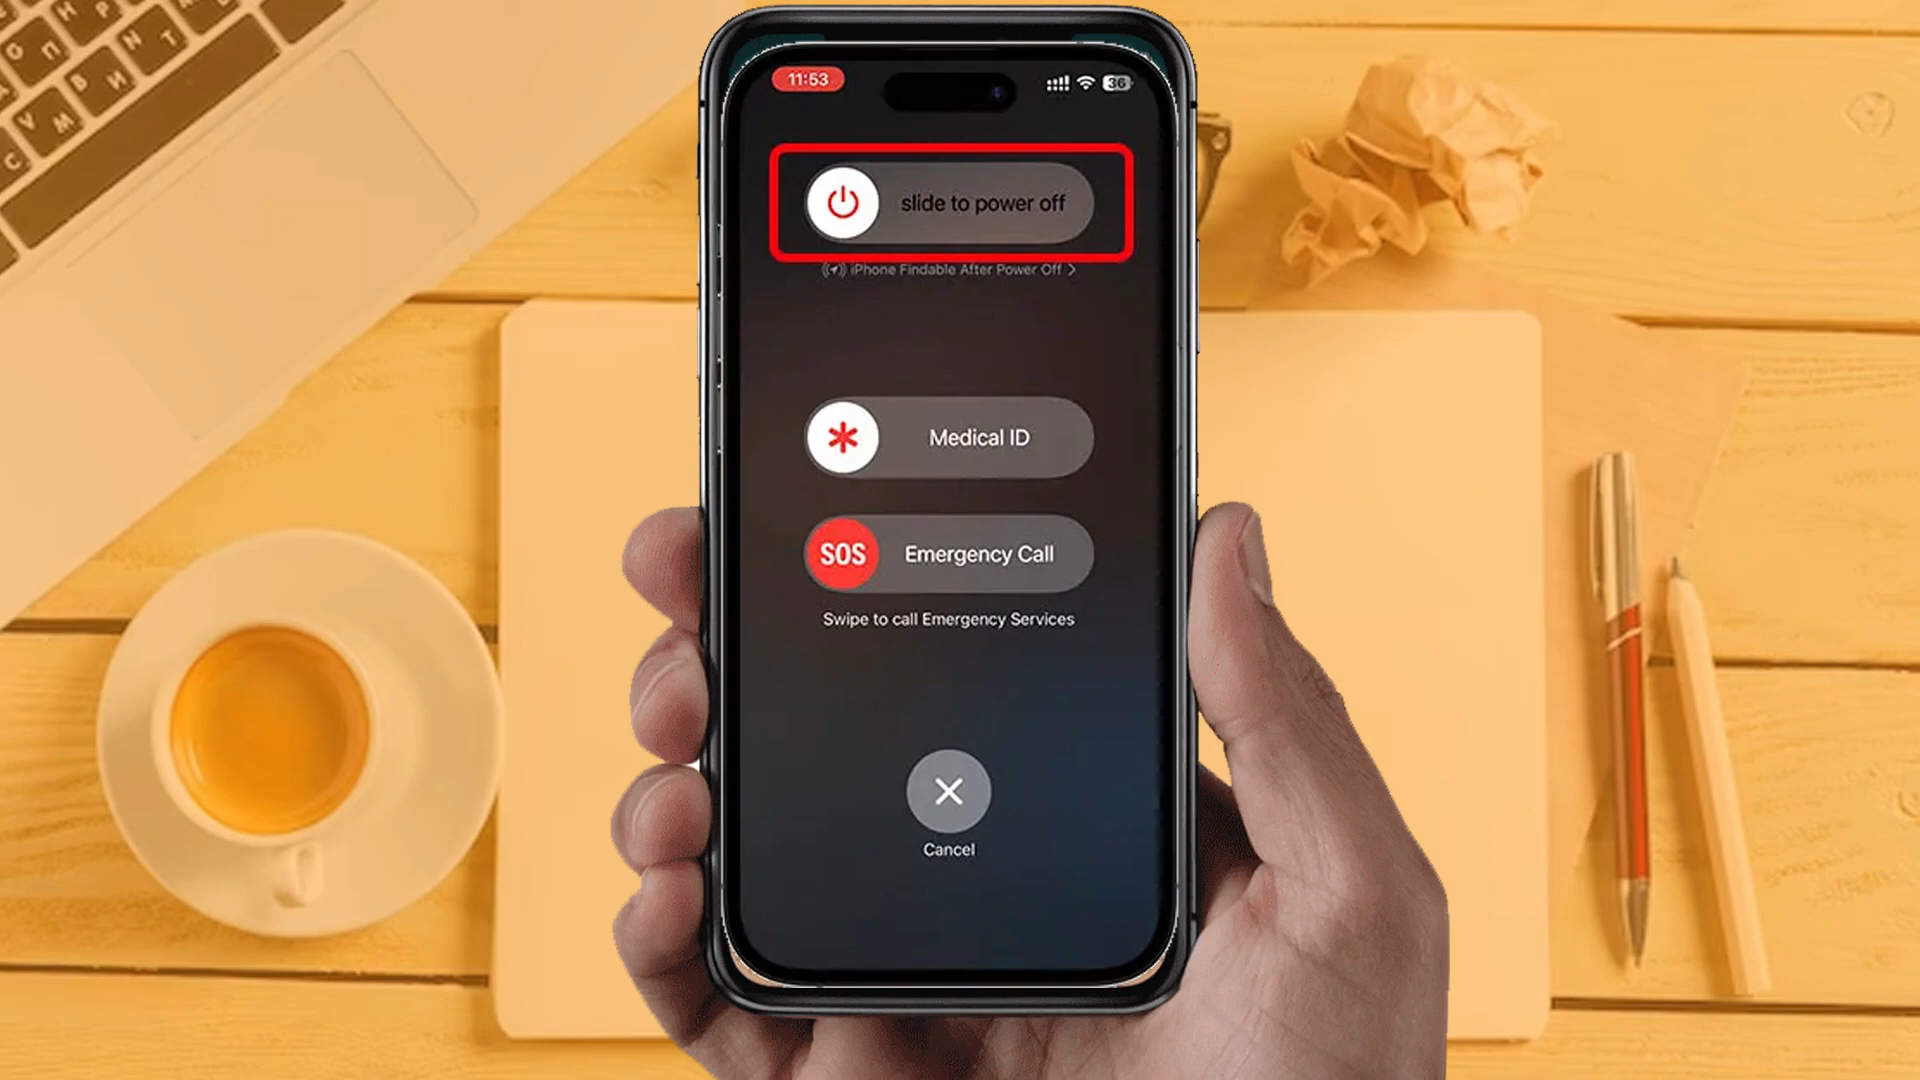 11:53
36
slide to power off
iPhone Findable After Power Off
Medical ID
SOS
Emergency Call
Swipe to call Emergency Services
Cancel